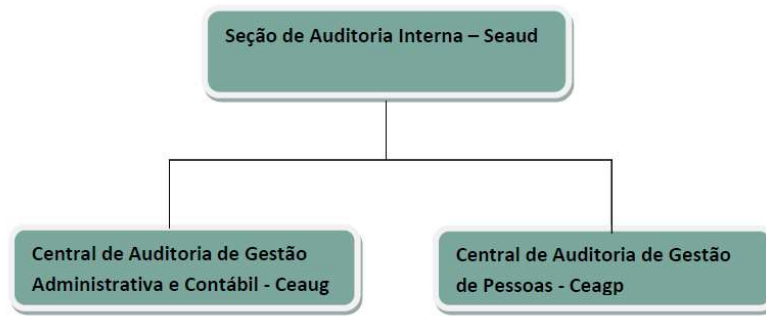 Seção de Auditoria Interna – Seaud
Central de Auditoria de Gestão
Administrativa e Contábil - Ceaug
Central de Auditoria de Gestão
de Pessoas - Ceagp